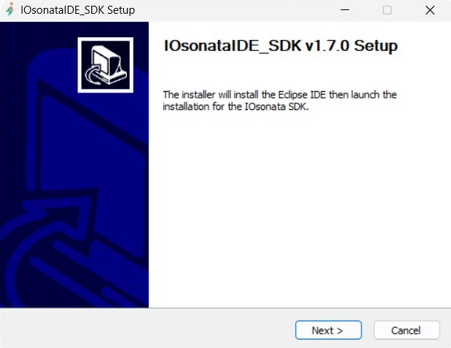 IOsonataIDE_SDK Setup
IOsonataIDE_SDK v1.7.0 Setup
The installer will install the Eclipse IDE then launch the
installation for the IOsonata SDK.
Next >
Cancel